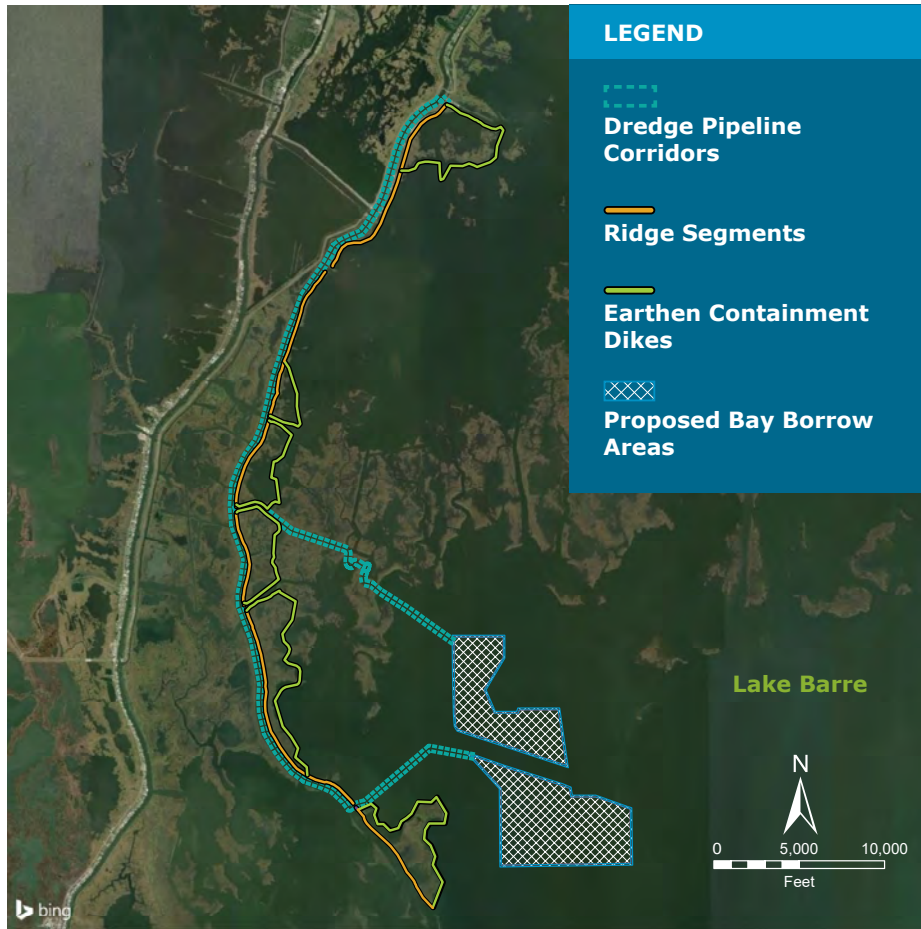 LEGEND
Dredge Pipeline
Corridors
Ridge Segments
Earthen Containment
Dikes
Proposed Bay Borrow
Areas
Lake Barre
N
0 5,000 10,000
Feet
bing